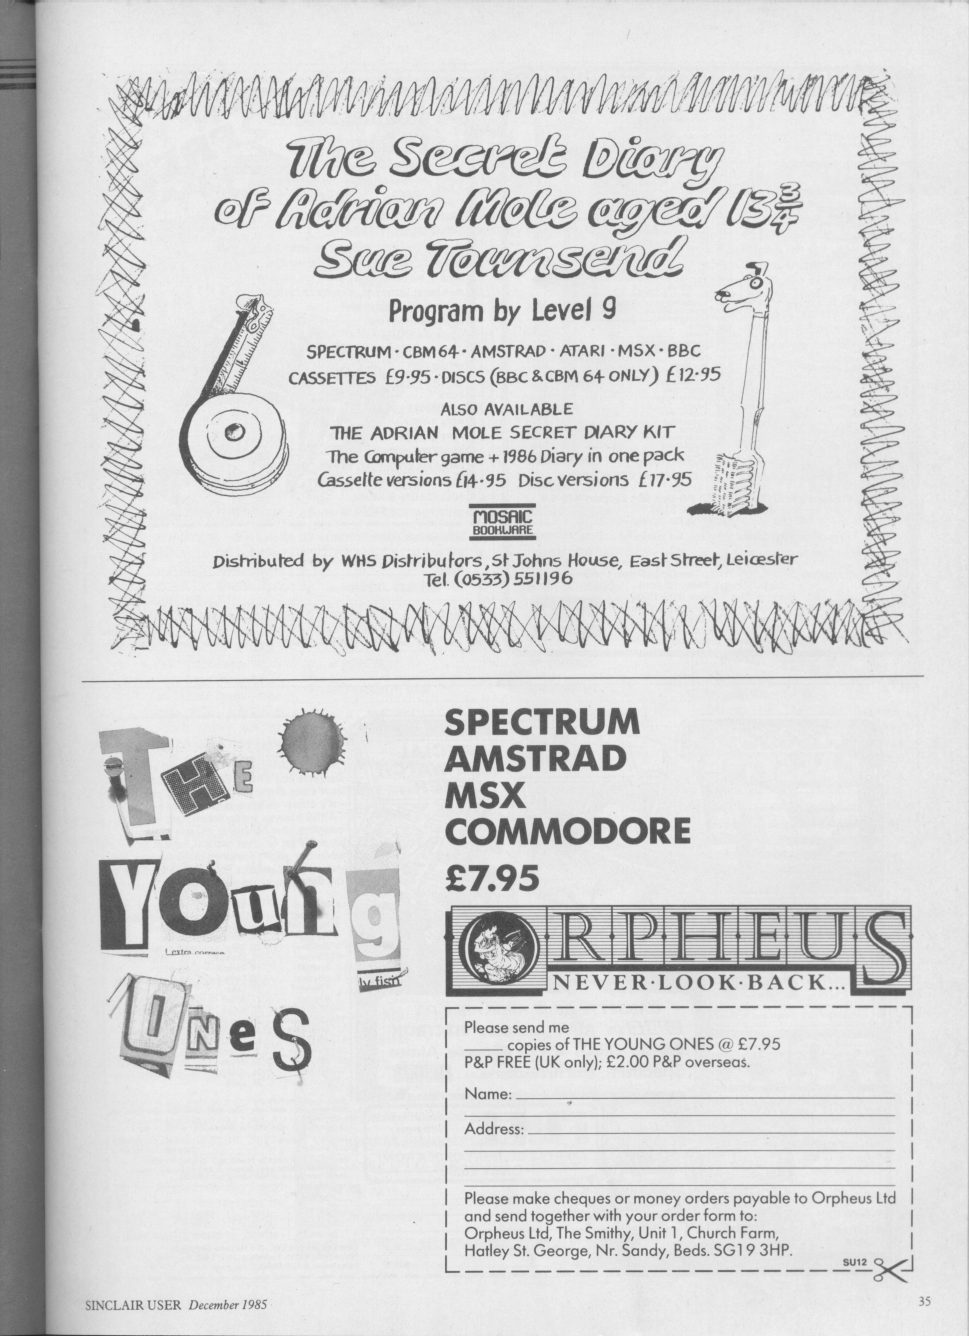 The Secret Diary
of Adrian Mole aged 13 3/4
Sue Townsend
Program by Level 9
SPECTRUM · CBM 64 · AMSTRAD · ATARI · MSX · BBC
CASSETTES £9·95 · DISCS (BBC & CBM 64 ONLY) £12·95
ALSO AVAILABLE
THE ADRIAN MOLE SECRET DIARY KIT
The Computer game + 1986 Diary in one pack
Cassette versions £14·95 Disc versions £17·95
MOSAIC
BOOKWARE
Distributed by WHS Distributors, St Johns House, East Street, Leicester
Tel. (0533) 551196
THE
Young
ly fish
ONeS
SPECTRUM
AMSTRAD
MSX
COMMODORE
£7.95
ORPHEUS
NEVER·LOOK·BACK...
Please send me
____ copies of THE YOUNG ONES @ £7.95
P&P FREE (UK only); £2.00 P&P overseas.
Name:
Address:
Please make cheques or money orders payable to Orpheus Ltd
and send together with your order form to:
Orpheus Ltd, The Smithy, Unit 1, Church Farm,
Hatley St. George, Nr. Sandy, Beds. SG19 3HP.
SU12
SINCLAIR USER December 1985
35